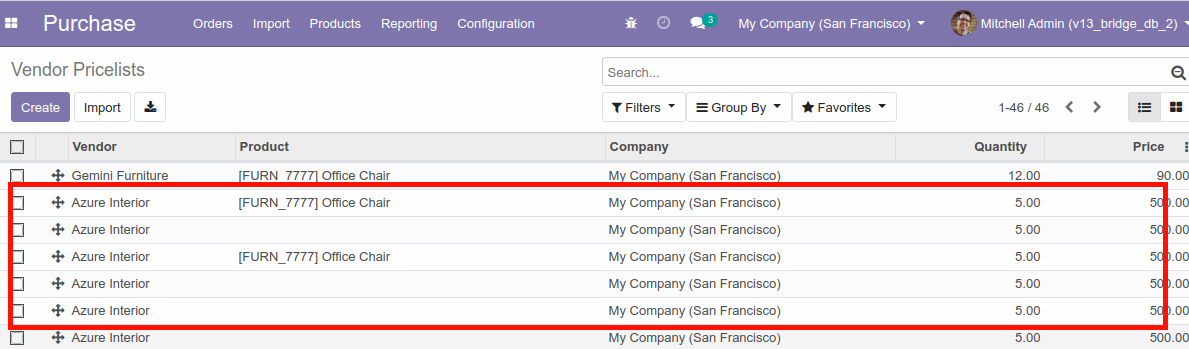 Purchase Orders Import Products Reporting Configuration 3 My Company (San Francisco) Mitchell Admin (v13_bridge_db_2)
Vendor Pricelists Search...
Create Import Filters Group By Favorites 1-46 / 46
Vendor Product Company Quantity Price
Gemini Furniture [FURN_7777] Office Chair My Company (San Francisco) 12.00 90.00
Azure Interior [FURN_7777] Office Chair My Company (San Francisco) 5.00 500.00
Azure Interior My Company (San Francisco) 5.00 500.00
Azure Interior [FURN_7777] Office Chair My Company (San Francisco) 5.00 500.00
Azure Interior My Company (San Francisco) 5.00 500.00
Azure Interior My Company (San Francisco) 5.00 500.00
Azure Interior My Company (San Francisco) 5.00 500.00